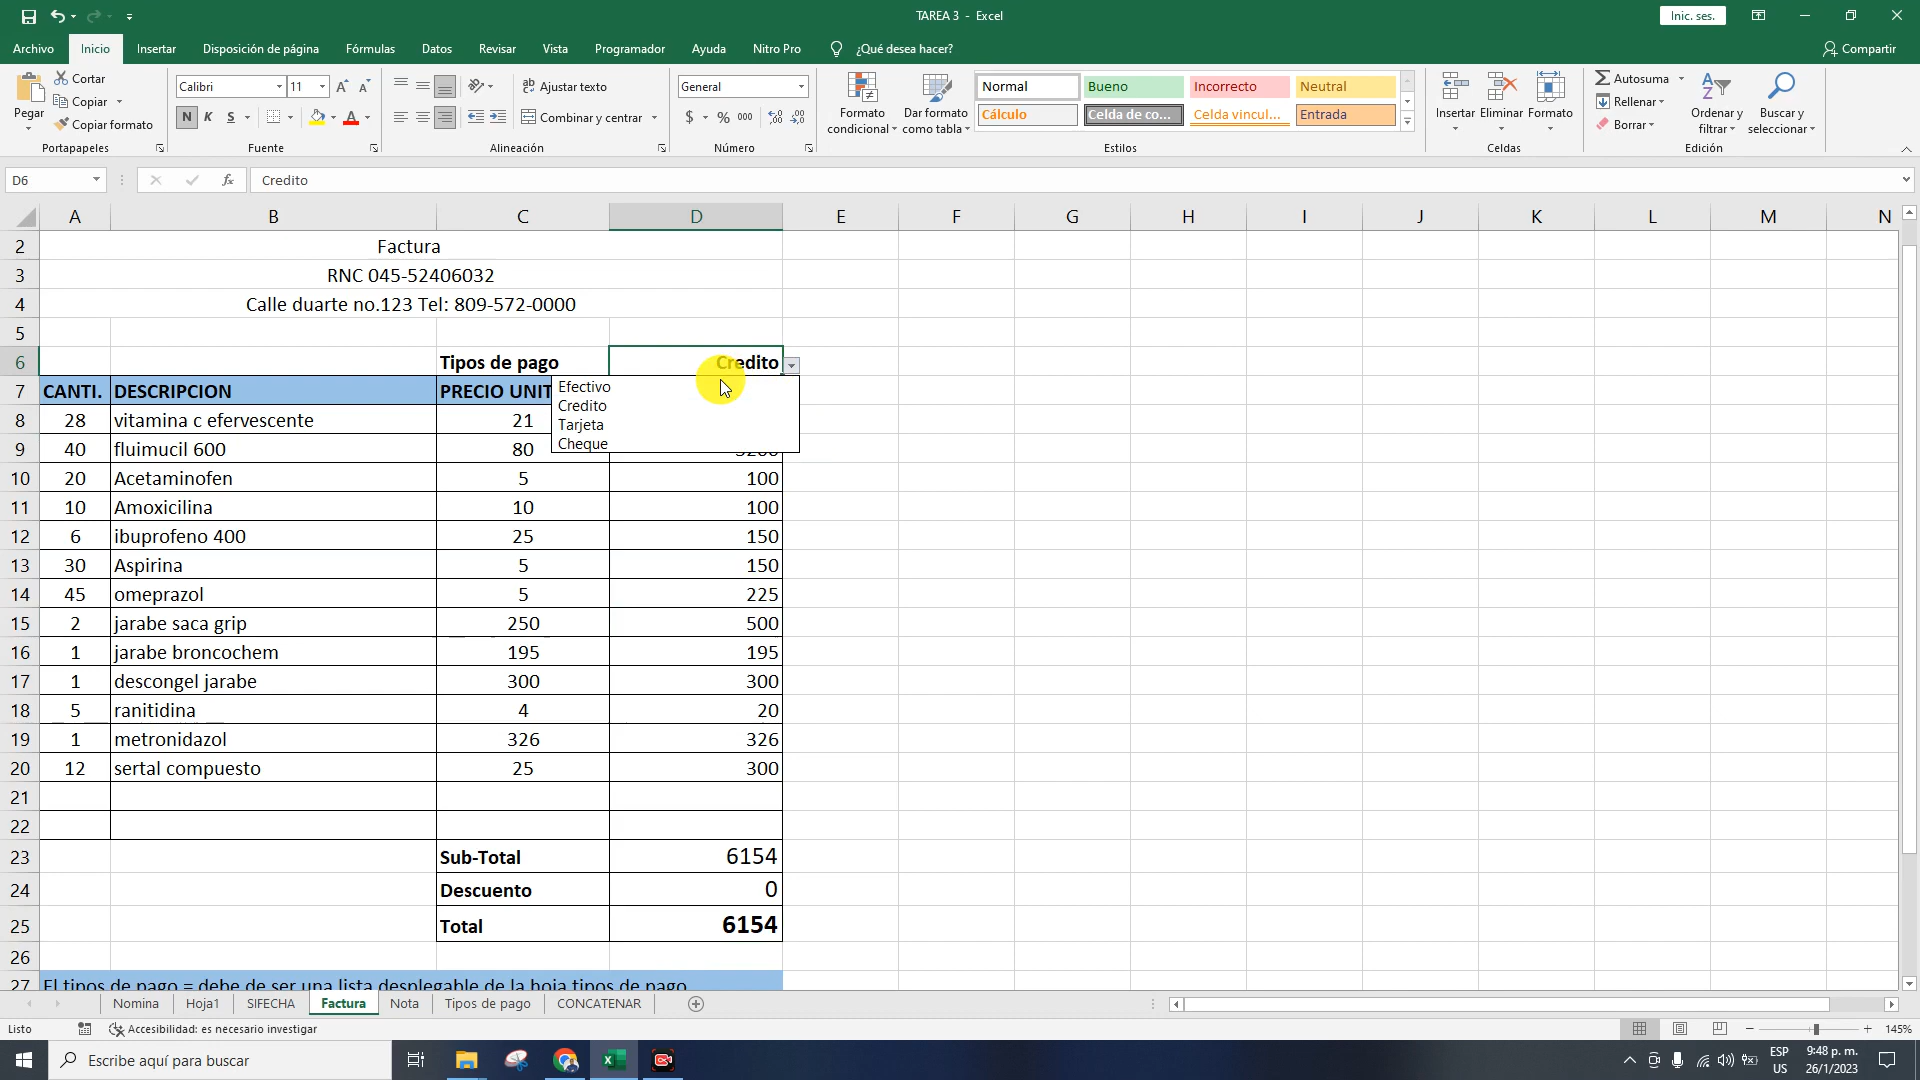 TAREA 3 - Excel
Inic. ses.
Archivo Inicio Insertar Disposición de página Fórmulas Datos Revisar Vista Programador Ayuda Nitro Pro ¿Qué desea hacer? Compartir
Pegar
Cortar
Copiar
Copiar formato
Portapapeles
Calibri 11
N K S
Fuente
Ajustar texto
Combinar y centrar
Alineación
General
$ % 000
Número
Formato condicional
Dar formato como tabla
Normal Bueno Incorrecto Neutral
Cálculo Celda de co... Celda vincul... Entrada
Estilos
Insertar Eliminar Formato
Celdas
Autosuma
Rellenar
Borrar
Ordenar y filtrar
Buscar y seleccionar
Edición
D6 fx Credito
A B C D E F G H I J K L M N
2 Factura
3 RNC 045-52406032
4 Calle duarte no.123 Tel: 809-572-0000
5
6 Tipos de pago Credito
7 CANTI. DESCRIPCION PRECIO UNIT
Efectivo
Credito
Tarjeta
Cheque
8 28 vitamina c efervescente 21
9 40 fluimucil 600 80
10 20 Acetaminofen 5 100
11 10 Amoxicilina 10 100
12 6 ibuprofeno 400 25 150
13 30 Aspirina 5 150
14 45 omeprazol 5 225
15 2 jarabe saca grip 250 500
16 1 jarabe broncochem 195 195
17 1 descongel jarabe 300 300
18 5 ranitidina 4 20
19 1 metronidazol 326 326
20 12 sertal compuesto 25 300
21
22
23 Sub-Total 6154
24 Descuento 0
25 Total 6154
26
27 El tipos de pago = debe de ser una lista desplegable de la hoja tipos de pago
Nomina Hoja1 SIFECHA Factura Nota Tipos de pago CONCATENAR
Listo Accesibilidad: es necesario investigar 145%
Escribe aquí para buscar
ESP
US
9:48 p. m.
26/1/2023